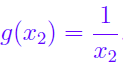 g(x₂) = 1/x₂.